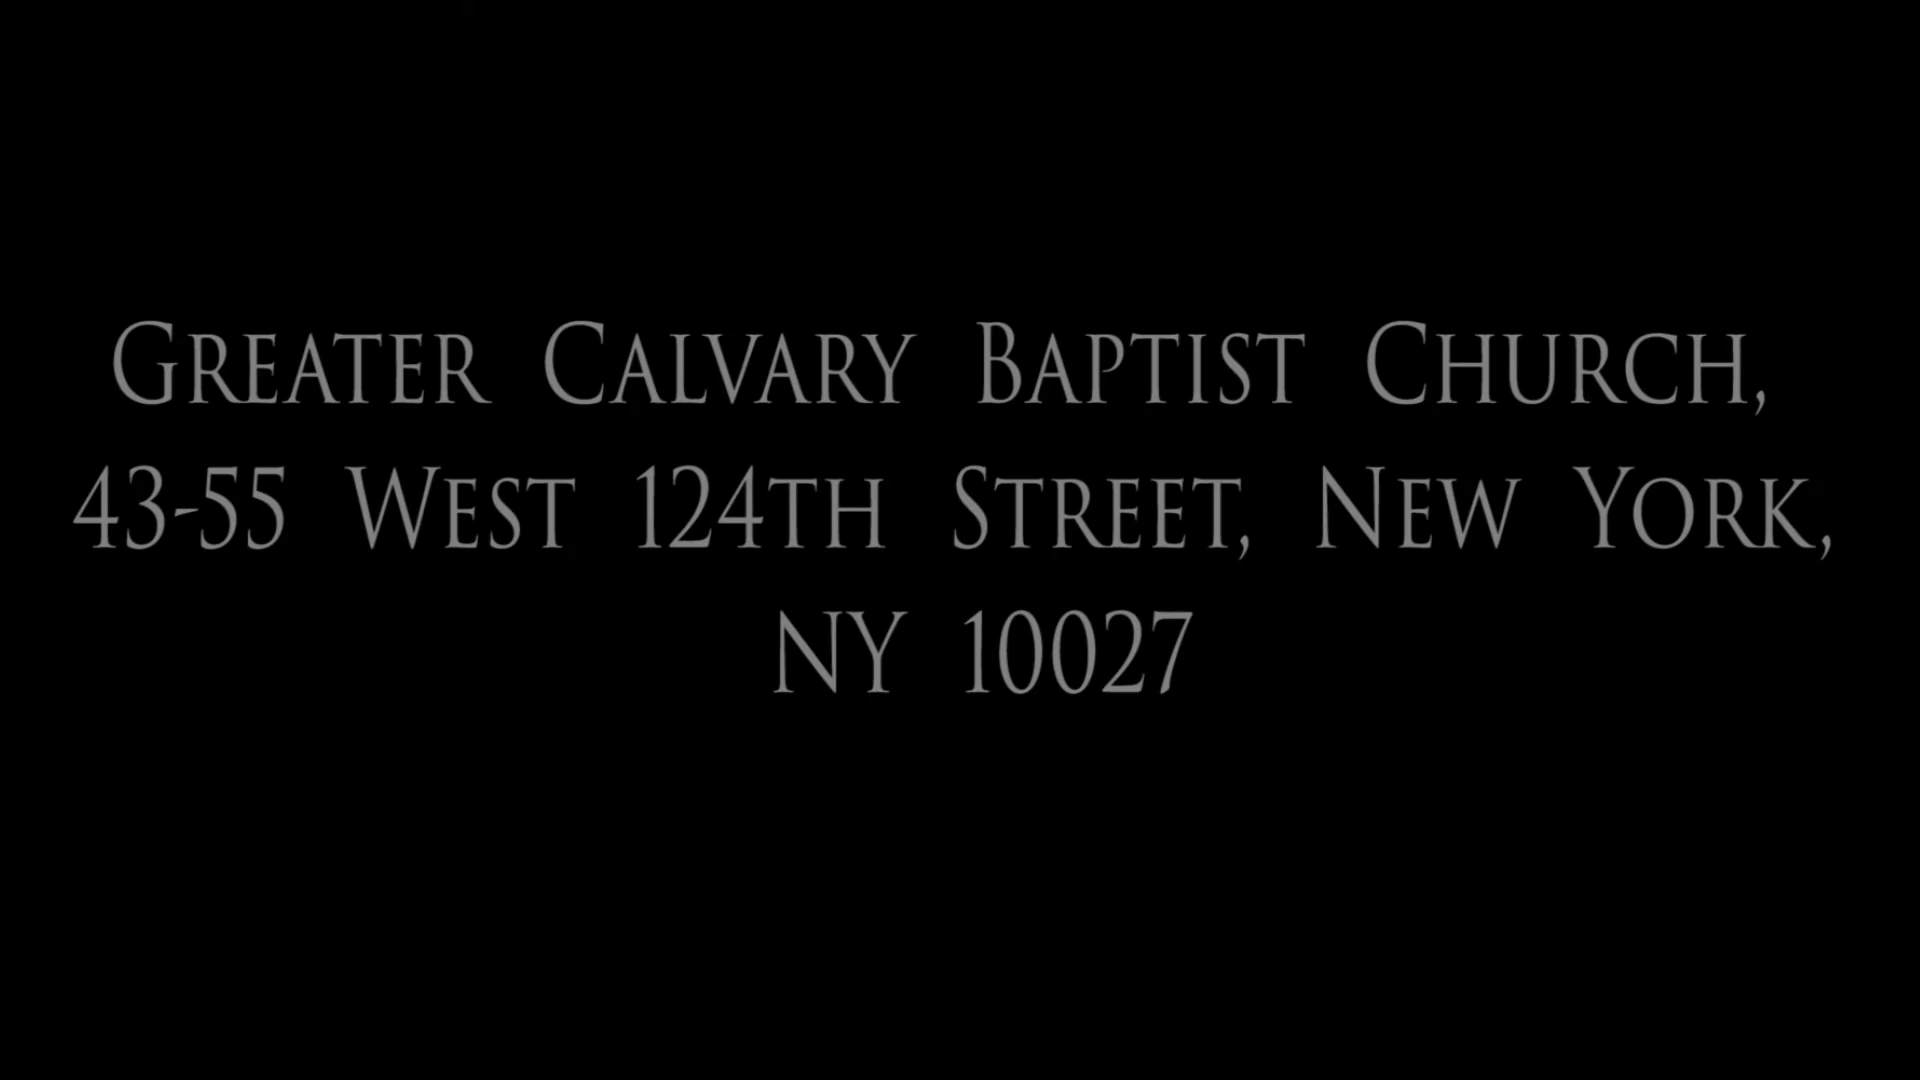 Greater Calvary Baptist Church,
43-55 West 124th Street, New York,
NY 10027